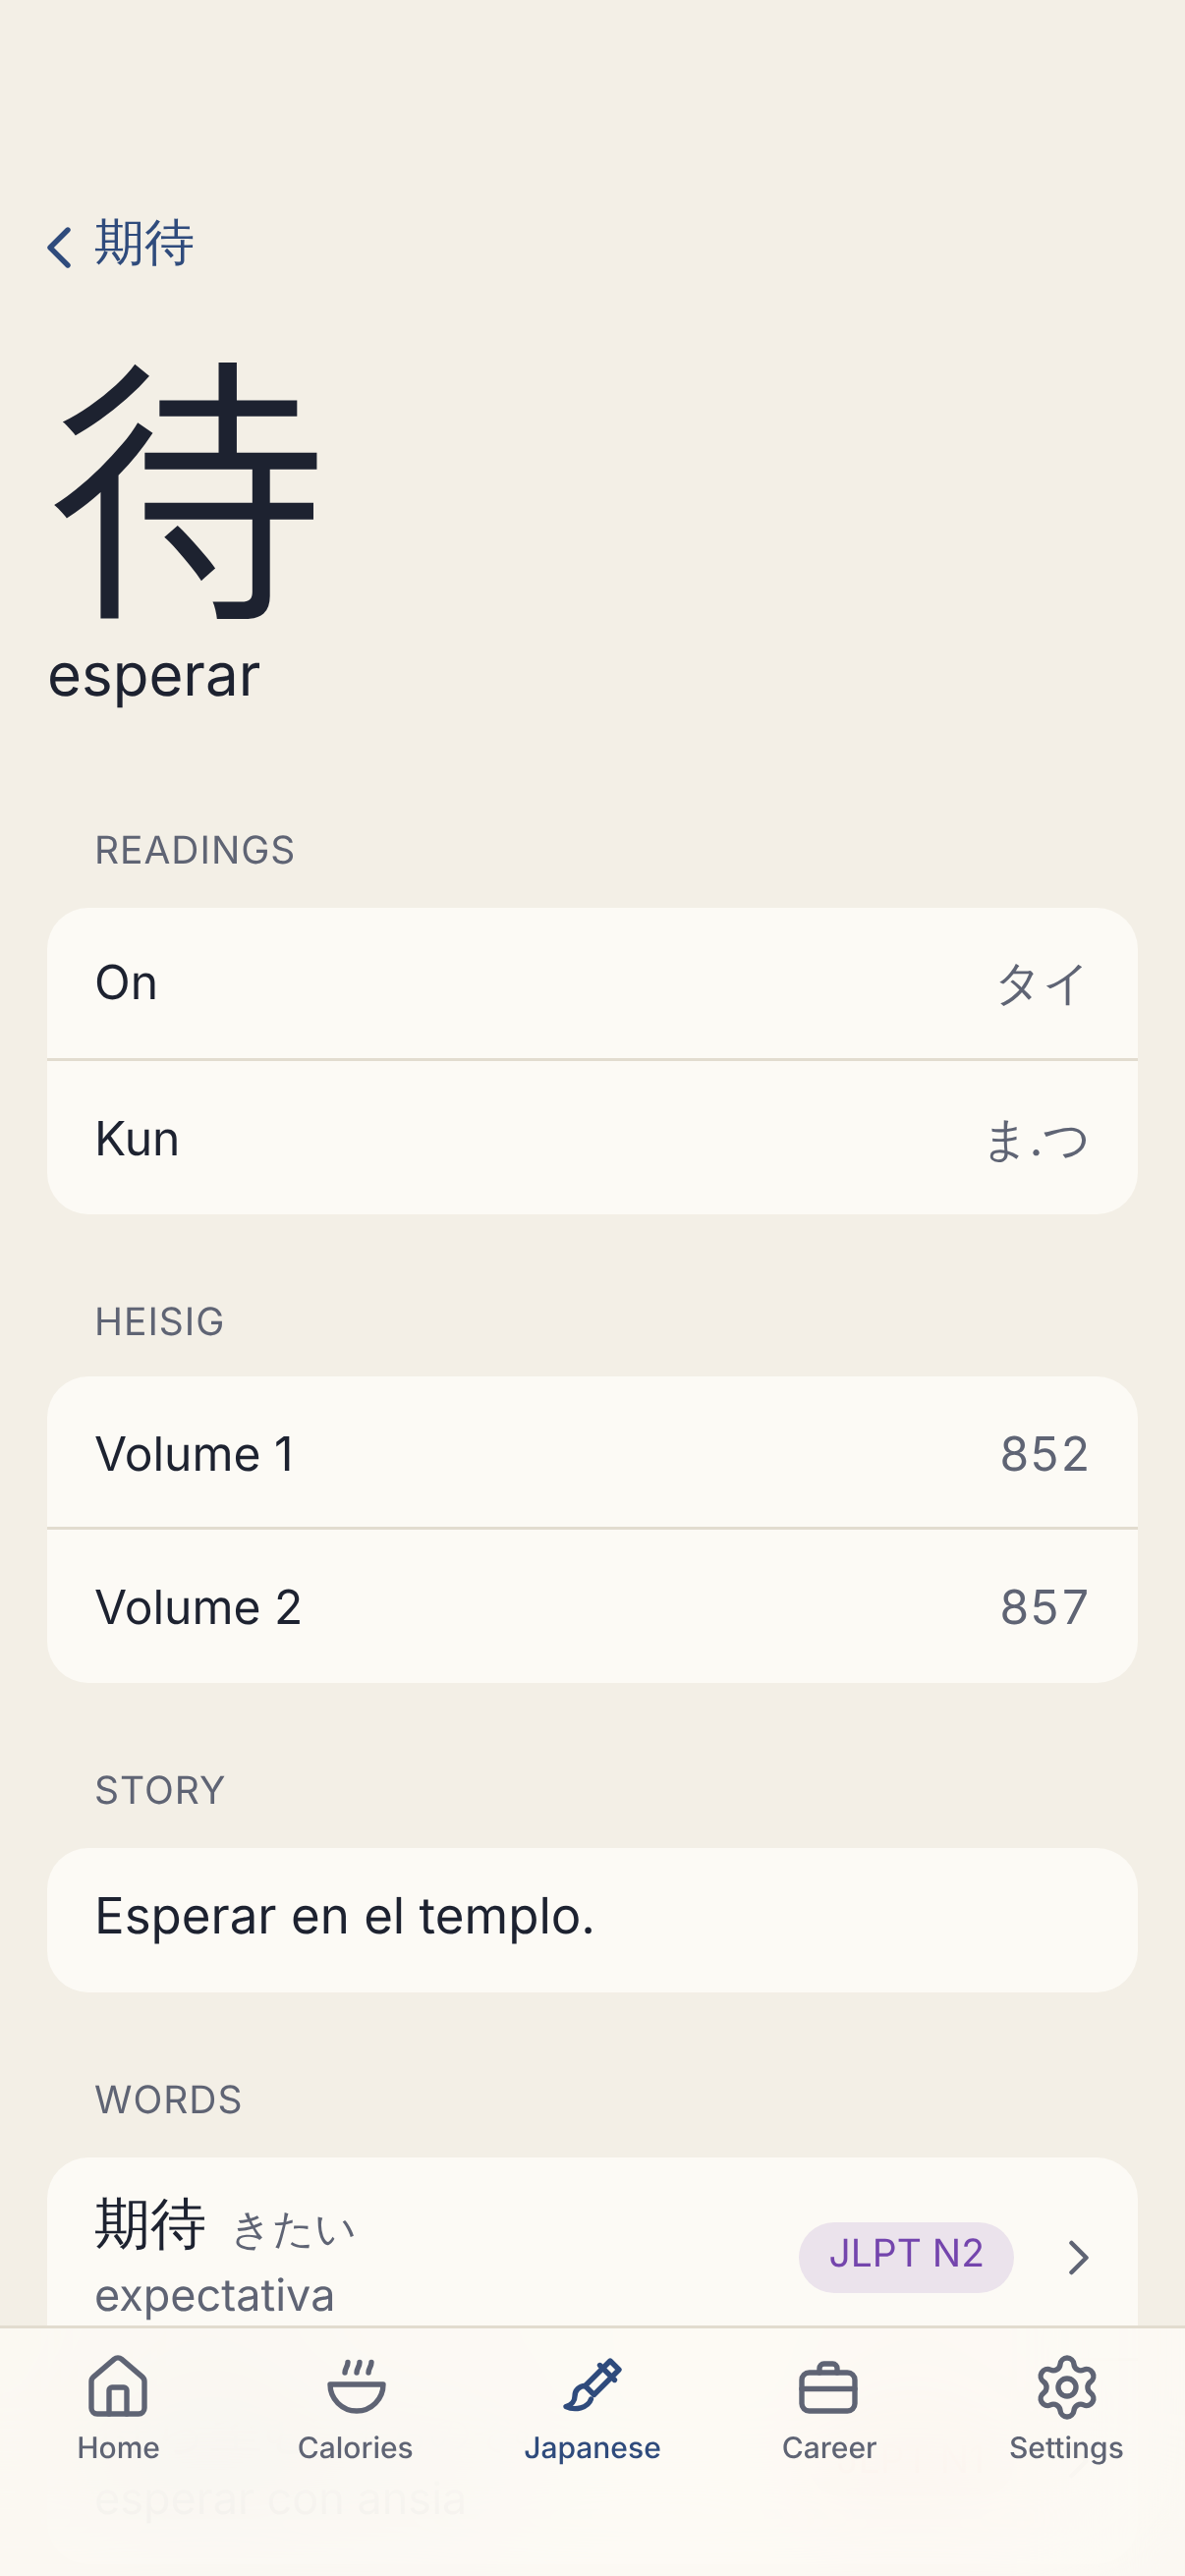 期待
待
esperar
READINGS
On タイ
Kun ま.つ
HEISIG
Volume 1 852
Volume 2 857
STORY
Esperar en el templo.
WORDS
期待 きたい JLPT N2
expectativa
Home Calories Japanese Career Settings
esperar con ansia